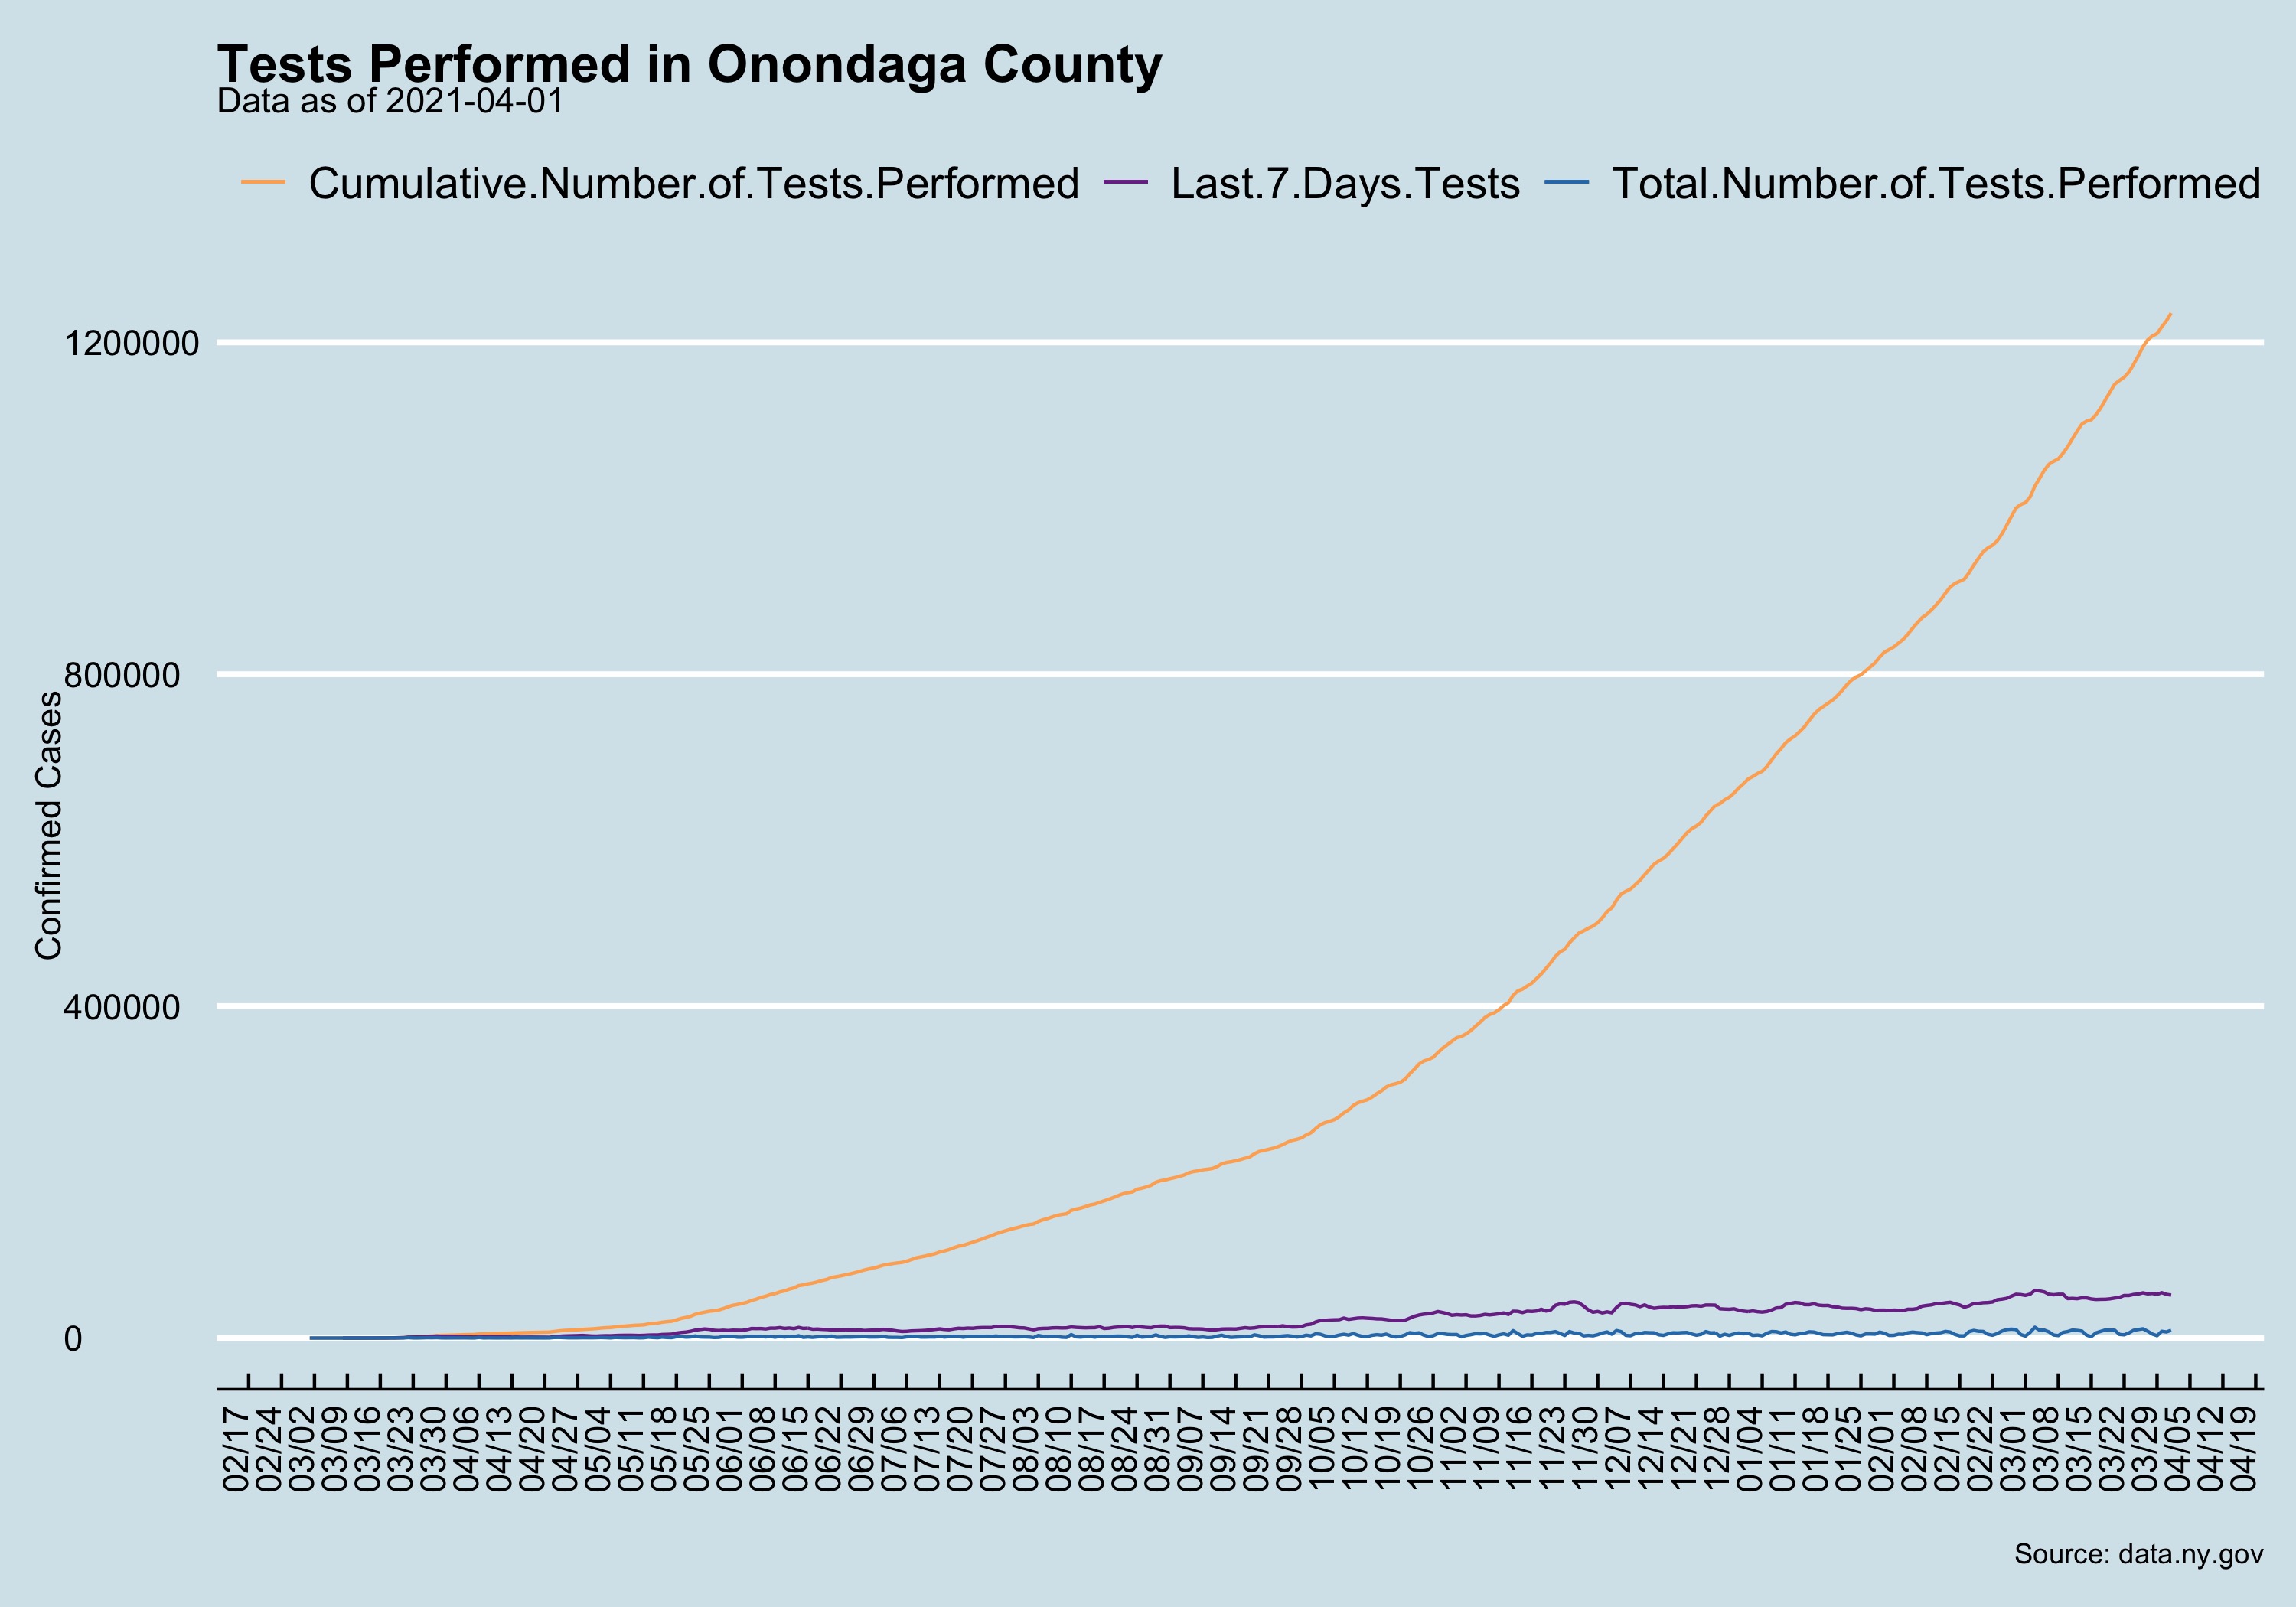 Tests Performed in Onondaga County
Data as of 2021-04-01
Cumulative.Number.of.Tests.Performed Last.7.Days.Tests Total.Number.of.Tests.Performed
1200000
800000
400000
0
Confirmed Cases
02/17 02/24 03/02 03/09 03/16 03/23 03/30 04/06 04/13 04/20 04/27 05/04 05/11 05/18 05/25 06/01 06/08 06/15 06/22 06/29 07/06 07/13 07/20 07/27 08/03 08/10 08/17 08/24 08/31 09/07 09/14 09/21 09/28 10/05 10/12 10/19 10/26 11/02 11/09 11/16 11/23 11/30 12/07 12/14 12/21 12/28 01/04 01/11 01/18 01/25 02/01 02/08 02/15 02/22 03/01 03/08 03/15 03/22 03/29 04/05 04/12 04/19
Source: data.ny.gov